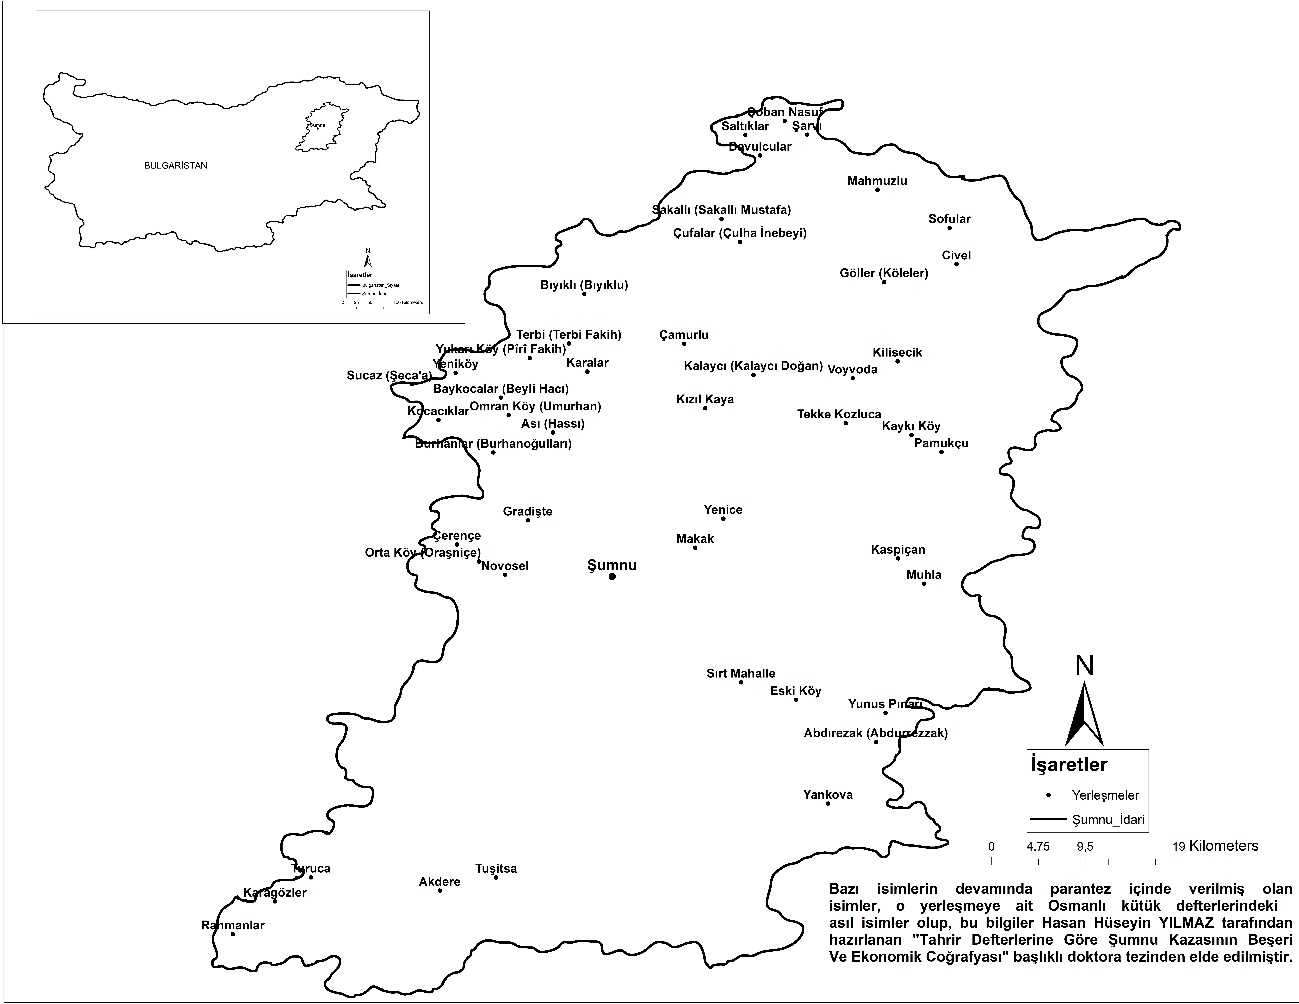 BULGARİSTAN
N
İşaretler
Çoban Nasuf
Saltıklar
Şarvı
Davulcular
Mahmuzlu
Sakallı (Sakallı Mustafa)
Sofular
Çufalar (Çulha İnebeyi)
Civel
Göller (Köleler)
Bıyıklı (Bıyıklu)
Terbi (Terbi Fakih)
Çamurlu
Yukarı Köy (Pirî Fakih)
Kilisecik
Yeniköy
Karalar
Kalaycı (Kalaycı Doğan)
Voyvoda
Sucaz (Şeca'a)
Baykocalar (Beyli Hacı)
Kızıl Kaya
Kocacıklar
Omran Köy (Umurhan)
Tekke Kozluca
Ası (Hassı)
Kaykı Köy
Burhanlar (Burhanoğulları)
Pamukçu
Gradişte
Yenice
Çerençe
Makak
Orta Köy (Oraşniçe)
Kaspiçan
Novosel
Şumnu
Muhla
Sırt Mahalle
Eski Köy
Yunus Pınarı
Abdırezak (Abdurrezzak)
Yankova
Turuca
Tuşitsa
Akdere
Karagözler
Rahmanlar
N
İşaretler
Yerleşmeler
Şumnu_İdari
0 4,75 9,5 19 Kilometers
Bazı isimlerin devamında parantez içinde verilmiş olan
isimler, o yerleşmeye ait Osmanlı kütük defterlerindeki
asıl isimler olup, bu bilgiler Hasan Hüseyin YILMAZ tarafından
hazırlanan "Tahrir Defterlerine Göre Şumnu Kazasının Beşeri
Ve Ekonomik Coğrafyası" başlıklı doktora tezinden elde edilmiştir.